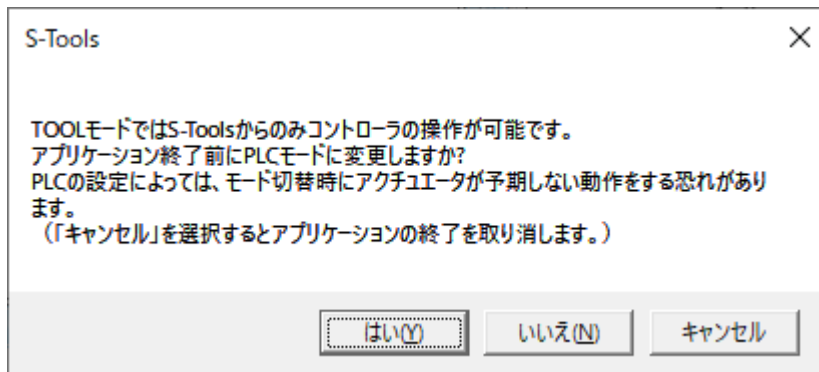 S-Tools
TOOLモードではS-Toolsからのみコントローラの操作が可能です。
アプリケーション終了前にPLCモードに変更しますか?
PLCの設定によっては、モード切替時にアクチュエータが予期しない動作をする恐れがあり
ます。
（「キャンセル」を選択するとアプリケーションの終了を取り消します。）
はい(Y)
いいえ(N)
キャンセル